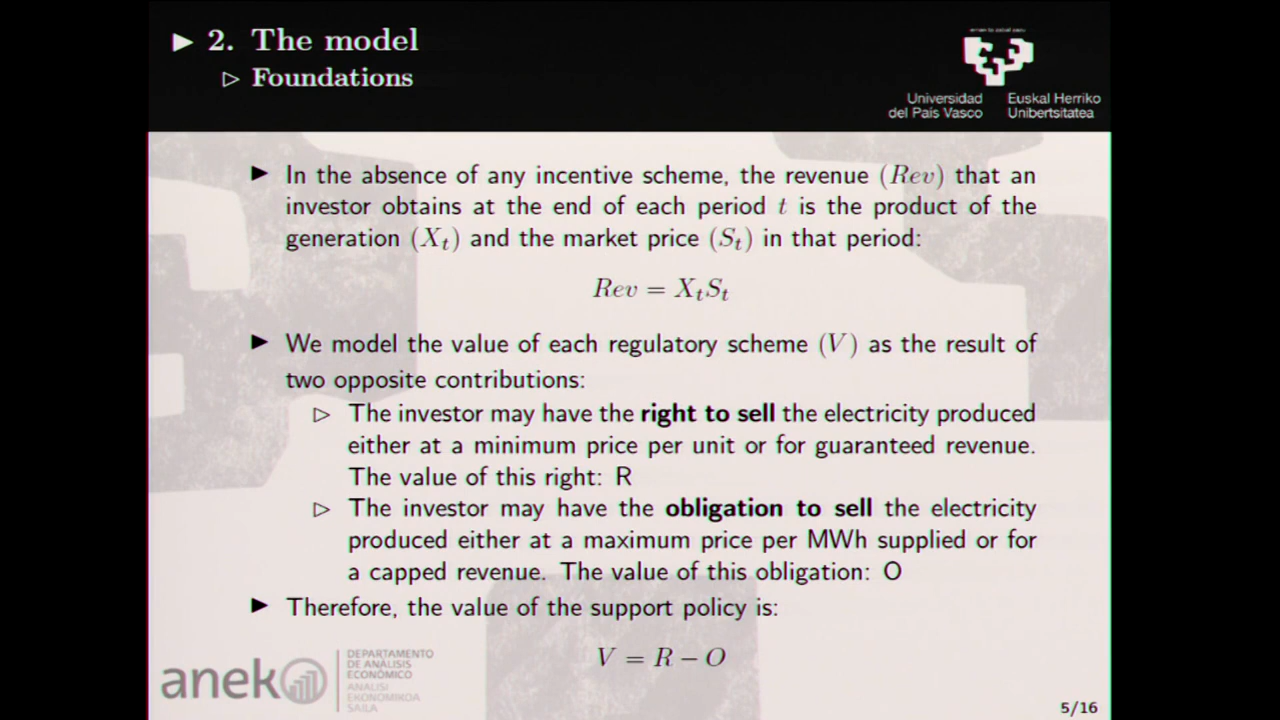 ▶ 2. The model
▷ Foundations
Universidad del País Vasco
Euskal Herriko Unibertsitatea
▶ In the absence of any incentive scheme, the revenue (Rev) that an
investor obtains at the end of each period t is the product of the
generation (Xₜ) and the market price (Sₜ) in that period:
Rev = XₜSₜ
▶ We model the value of each regulatory scheme (V) as the result of
two opposite contributions:
▷ The investor may have the right to sell the electricity produced
either at a minimum price per unit or for guaranteed revenue.
The value of this right: R
▷ The investor may have the obligation to sell the electricity
produced either at a maximum price per MWh supplied or for
a capped revenue. The value of this obligation: O
▶ Therefore, the value of the support policy is:
V = R − O
aneko
DEPARTAMENTO
DE ANÁLISIS
ECONÓMICO
ANALISI
EKONOMIKOA
SAILA
5/16